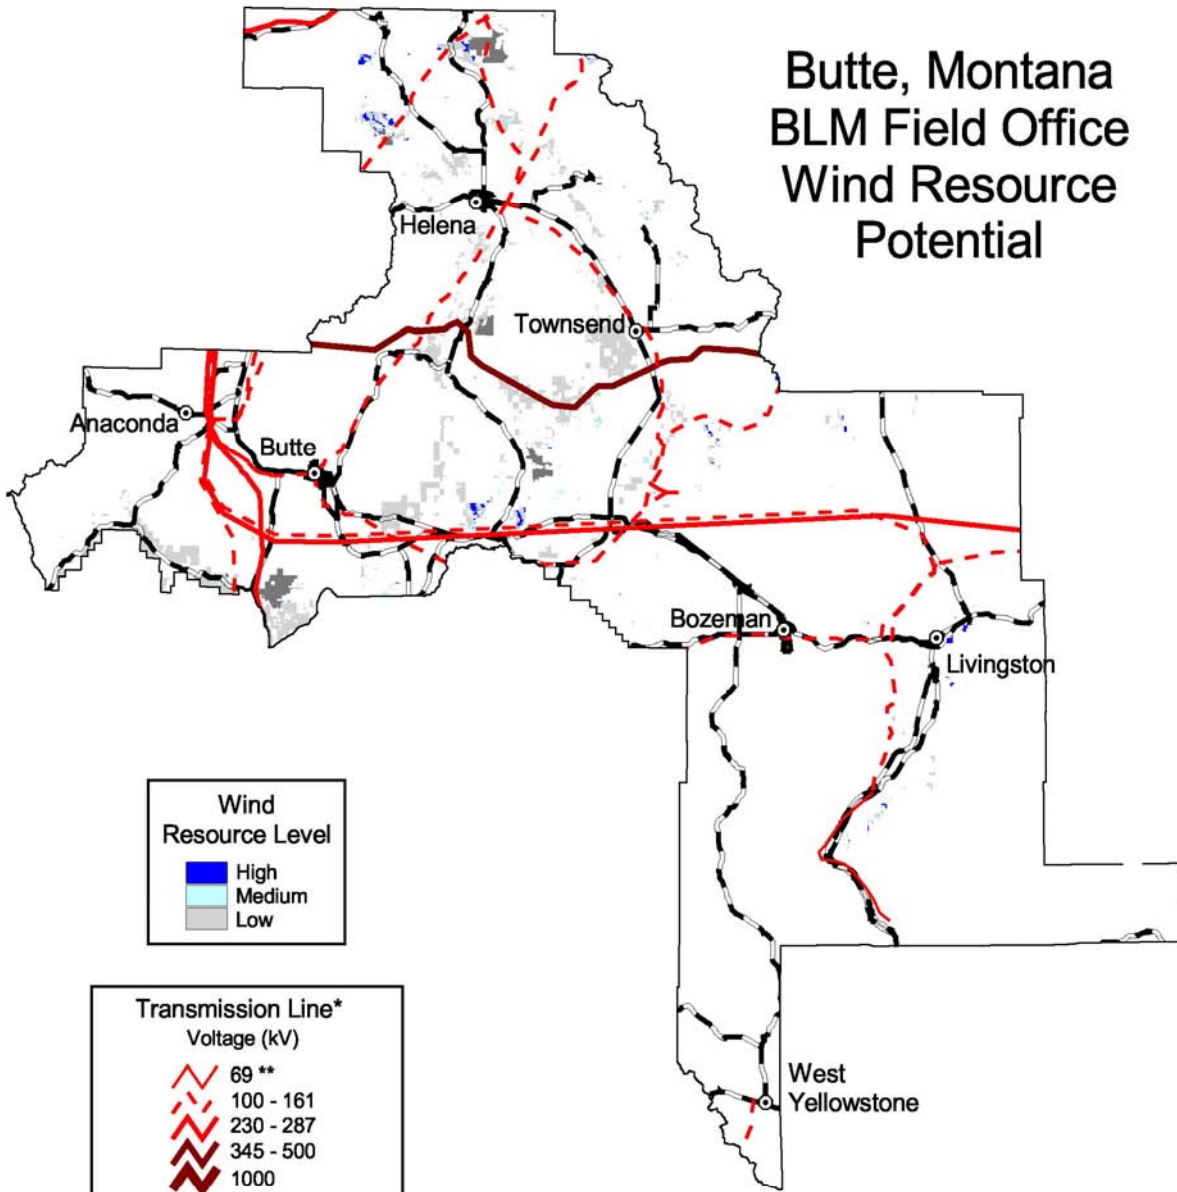 Butte, Montana
BLM Field Office
Wind Resource
Potential
Helena
Townsend
Anaconda
Butte
Bozeman
Livingston
West
Yellowstone
Wind
Resource Level
High
Medium
Low
Transmission Line*
Voltage (kV)
69 **
100 - 161
230 - 287
345 - 500
1000